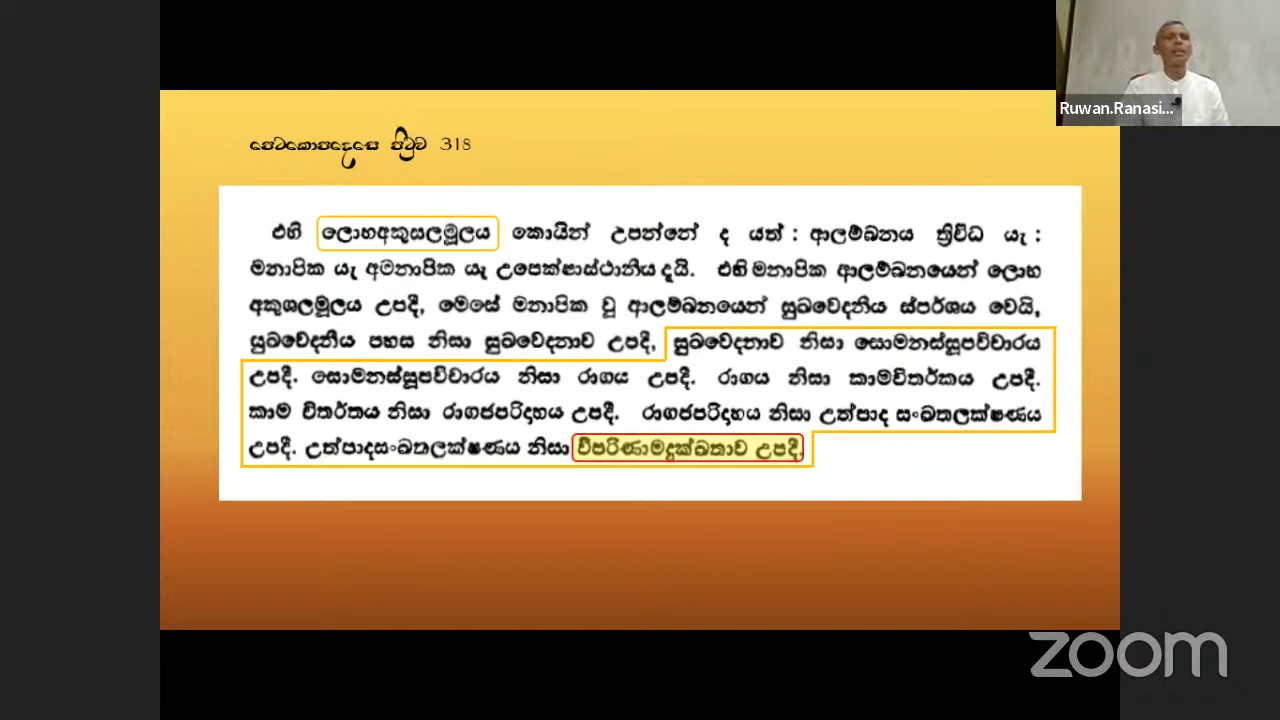 Ruwan.Ranasi...
පෙටකොපදෙස පිටුව 318
එහි ලොභඅකුසලමූලය කොයින් උපන්නේ ද යත් : ආලම්බනය ත්‍රිවිධ යැ :
මනාපික යැ අමනාපික යැ උපෙක්ෂාස්ථානීය දැයි. එහි මනාපික ආලම්බනයෙන් ලොභ
අකුශලමූලය උපදී, මෙසේ මනාපික වූ ආලම්බනයෙන් සුඛවෙදනීය ස්පර්ශය වෙයි,
සුඛවෙදනීය පහස නිසා සුඛවෙදනාව උපදී, සුඛවෙදනාව නිසා සොමනස්සූපවිචාරය
උපදී. සොමනස්සූපවිචාරය නිසා රාගය උපදී. රාගය නිසා කාමවිතර්කය උපදී.
කාම විතර්තය නිසා රාගජපරිදාහය උපදී. රාගජපරිදාහය නිසා උත්පාද සංඛතලක්ෂණය
උපදී. උත්පාදසංඛතලක්ෂණය නිසා විපරිණාමදුක්ඛතාව උපදී.
zoom